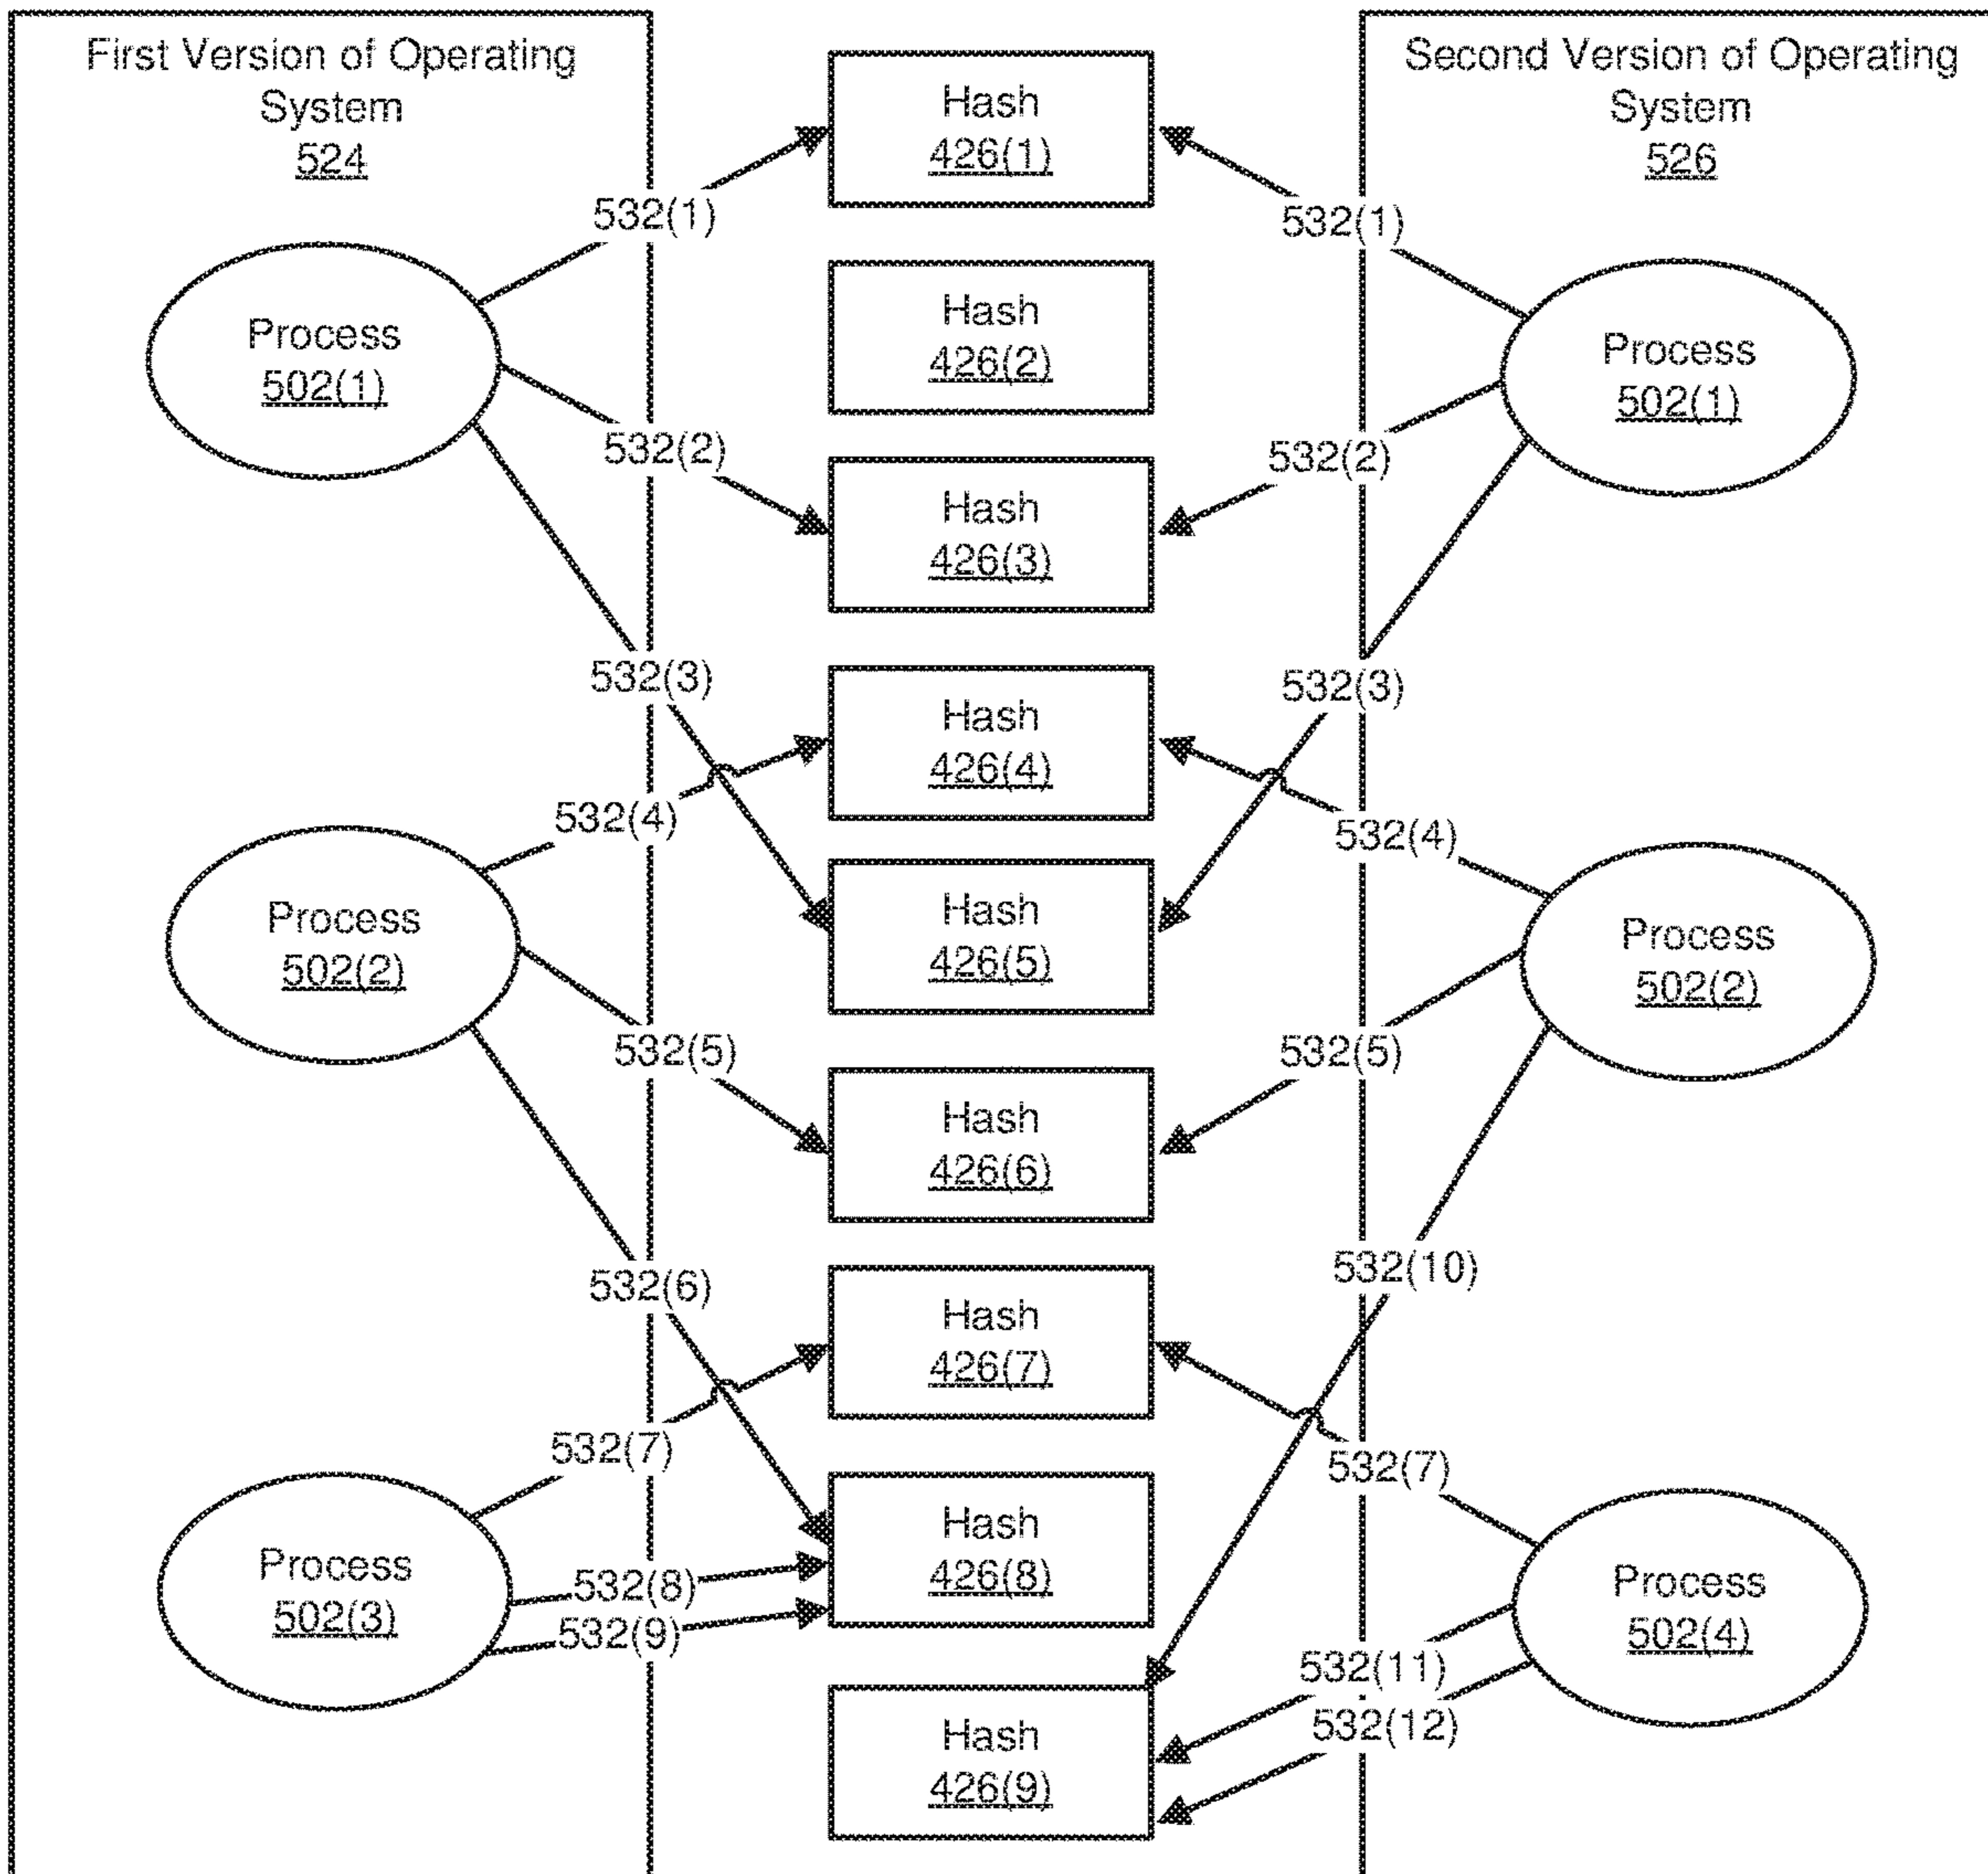 First Version of Operating
System
524
Second Version of Operating
System
526
Hash
426(1)
532(1)
532(1)
Process
502(1)
Hash
426(2)
Process
502(1)
532(2)
532(2)
Hash
426(3)
532(3)
532(3)
Hash
426(4)
532(4)
532(4)
Process
502(2)
Hash
426(5)
Process
502(2)
532(5)
532(5)
Hash
426(6)
532(6)
532(10)
Hash
426(7)
532(7)
532(7)
Process
502(3)
532(8)
532(9)
Hash
426(8)
Process
502(4)
532(11)
532(12)
Hash
426(9)